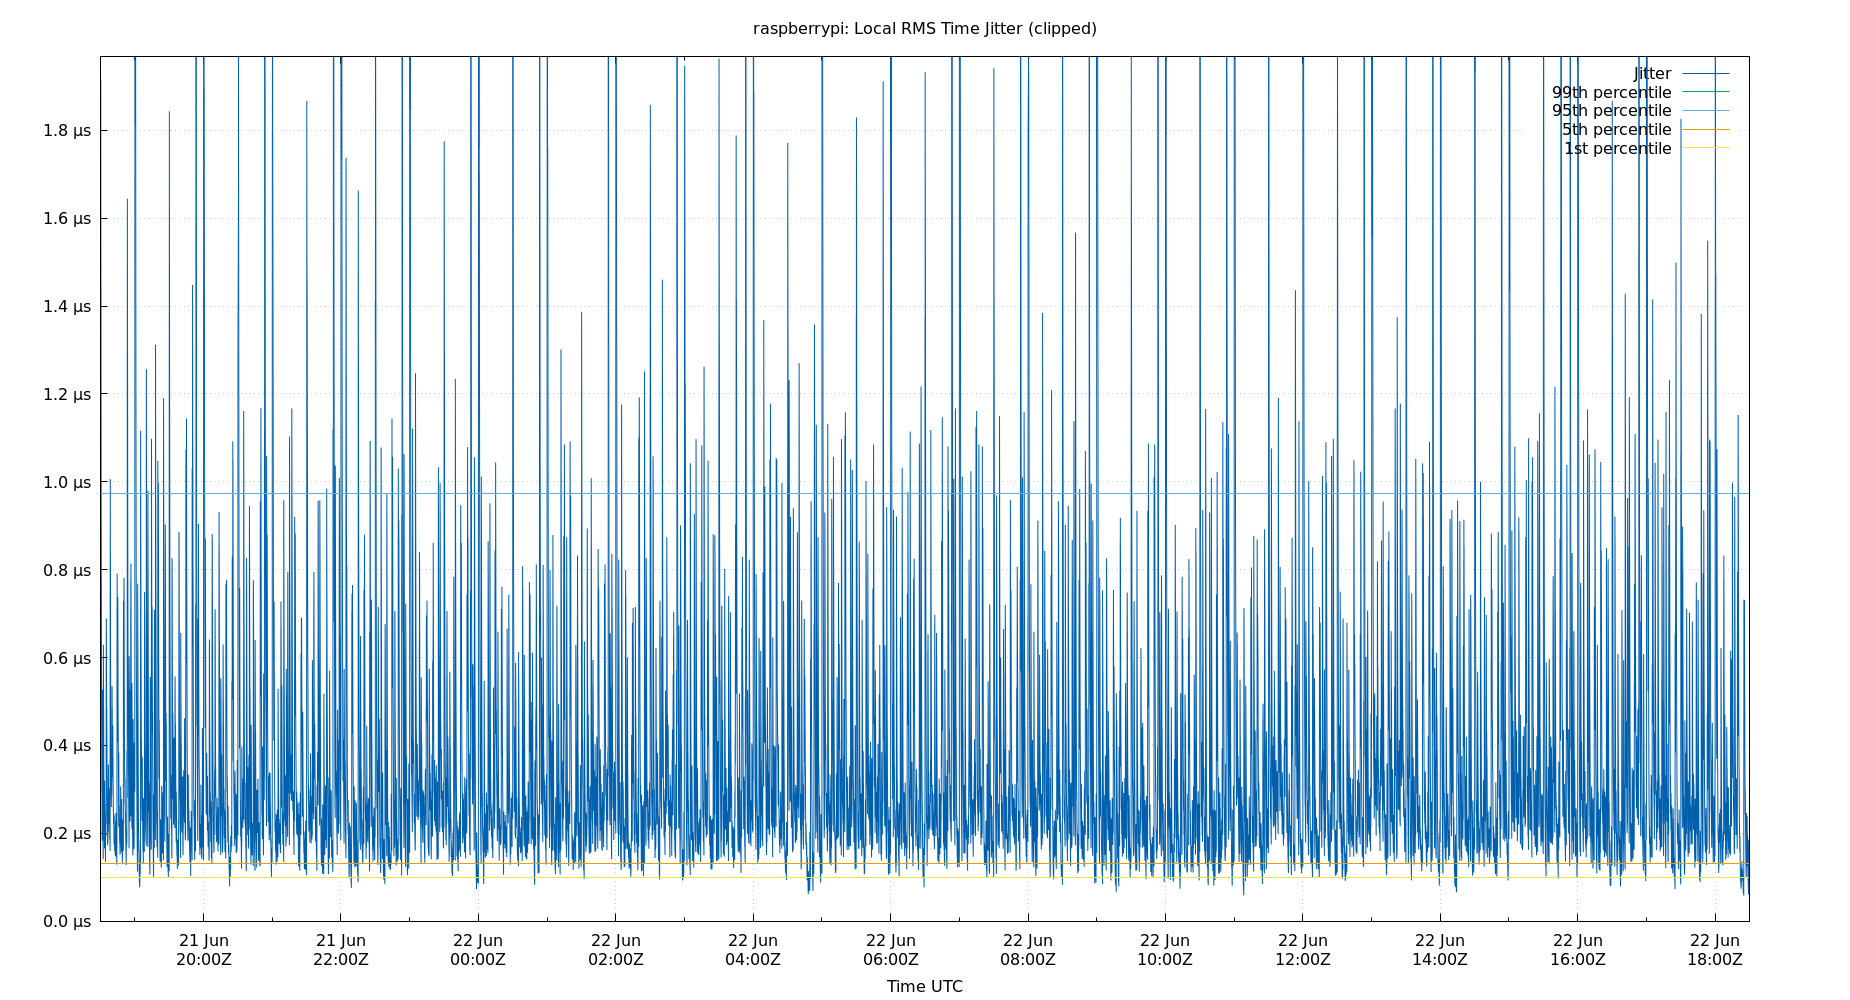 raspberrypi: Local RMS Time Jitter (clipped)
Jitter
99th percentile
95th percentile
5th percentile
1st percentile
1.8 µs
1.6 µs
1.4 µs
1.2 µs
1.0 µs
0.8 µs
0.6 µs
0.4 µs
0.2 µs
0.0 µs
21 Jun 21 Jun 22 Jun 22 Jun 22 Jun 22 Jun 22 Jun 22 Jun 22 Jun 22 Jun 22 Jun 22 Jun
20:00Z 22:00Z 00:00Z 02:00Z 04:00Z 06:00Z 08:00Z 10:00Z 12:00Z 14:00Z 16:00Z 18:00Z
Time UTC